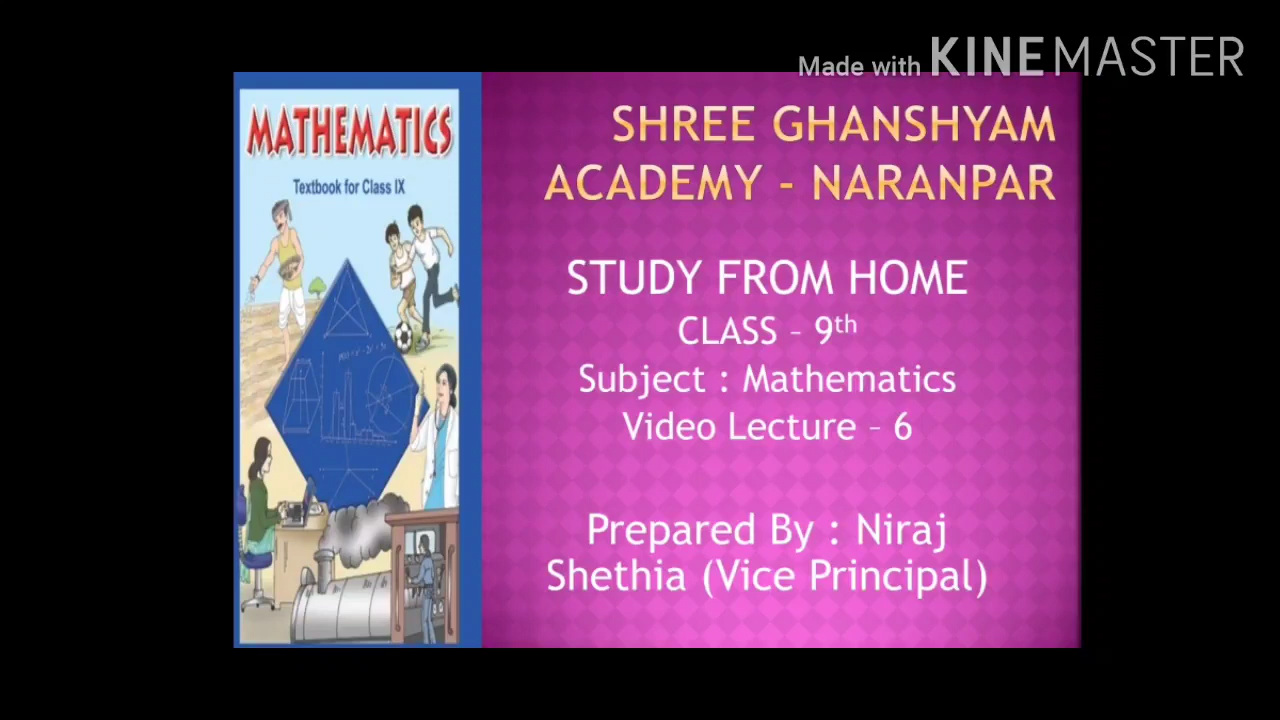 Made with KINEMASTER
MATHEMATICS
Textbook for Class IX
SHREE GHANSHYAM
ACADEMY - NARANPAR
STUDY FROM HOME
CLASS – 9th
Subject : Mathematics
Video Lecture – 6
Prepared By : Niraj
Shethia (Vice Principal)